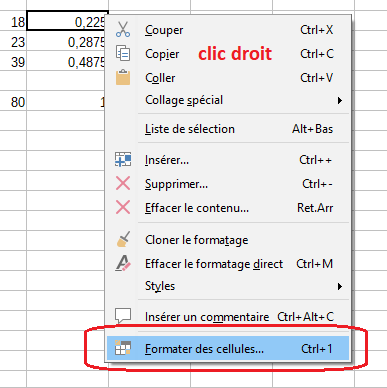 18 0,225
23 0,2875
39 0,4875
80 1
Couper Ctrl+X
Copier Ctrl+C
clic droit
Coller Ctrl+V
Collage spécial
Liste de sélection Alt+Bas
Insérer... Ctrl++
Supprimer... Ctrl+-
Effacer le contenu... Ret.Arr
Cloner le formatage
Effacer le formatage direct Ctrl+M
Styles
Insérer un commentaire Ctrl+Alt+C
Formater des cellules... Ctrl+1